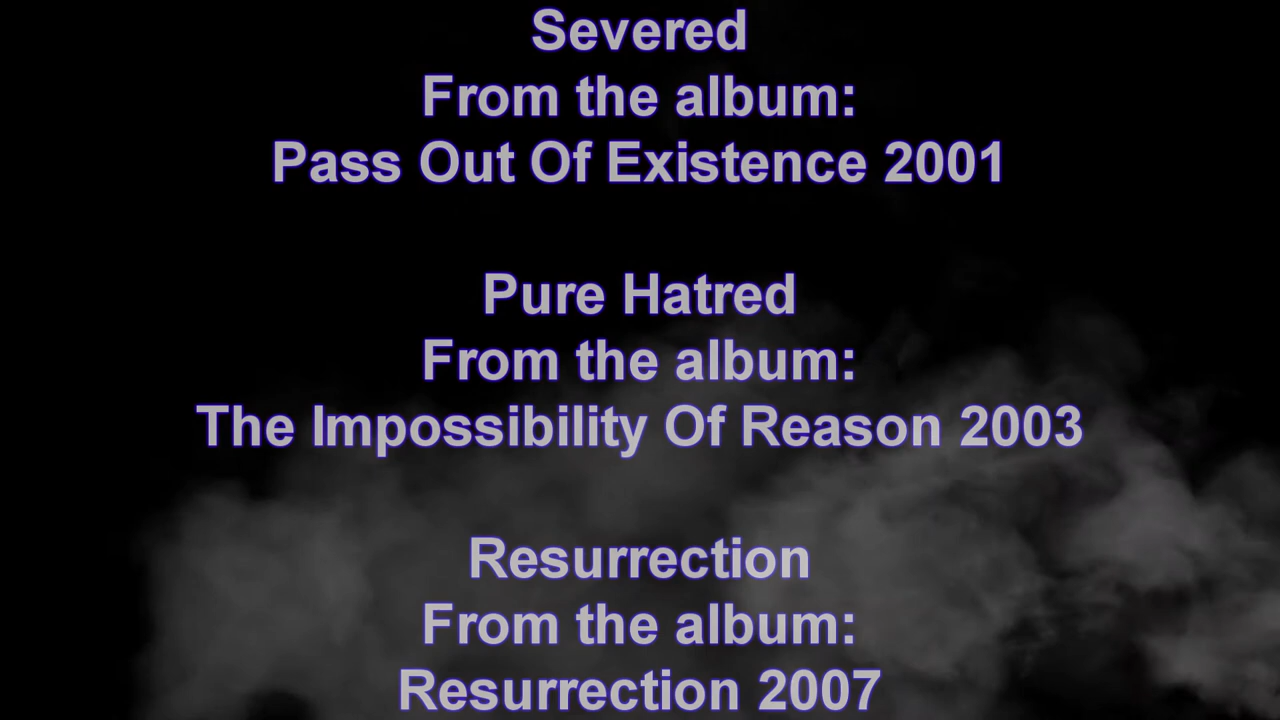 Severed
From the album:
Pass Out Of Existence 2001
Pure Hatred
From the album:
The Impossibility Of Reason 2003
Resurrection
From the album:
Resurrection 2007